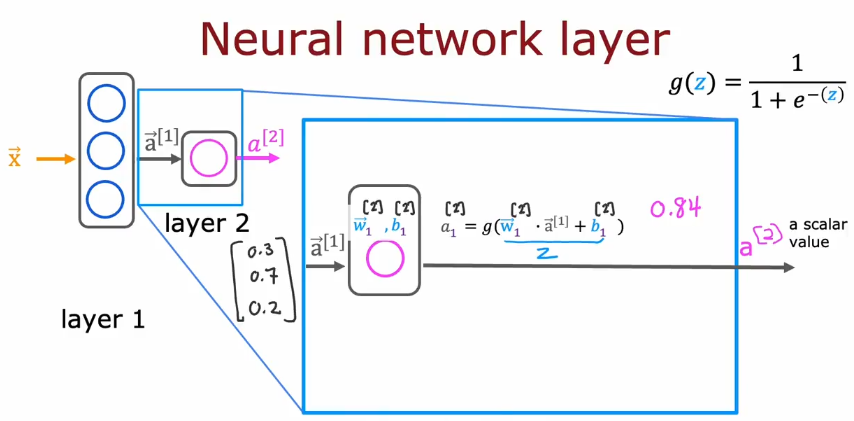 Neural network layer
g(z) = 1 / (1 + e^-(z))
x⃗
a⃗^[1]
a^[2]
layer 2
layer 1
[0.3
0.7
0.2]
a⃗^[1]
w⃗₁^[2], b₁^[2]
a₁^[2] = g(w⃗₁^[2] · a⃗^[1] + b₁^[2])
z
0.84
a^[2]
a scalar
value